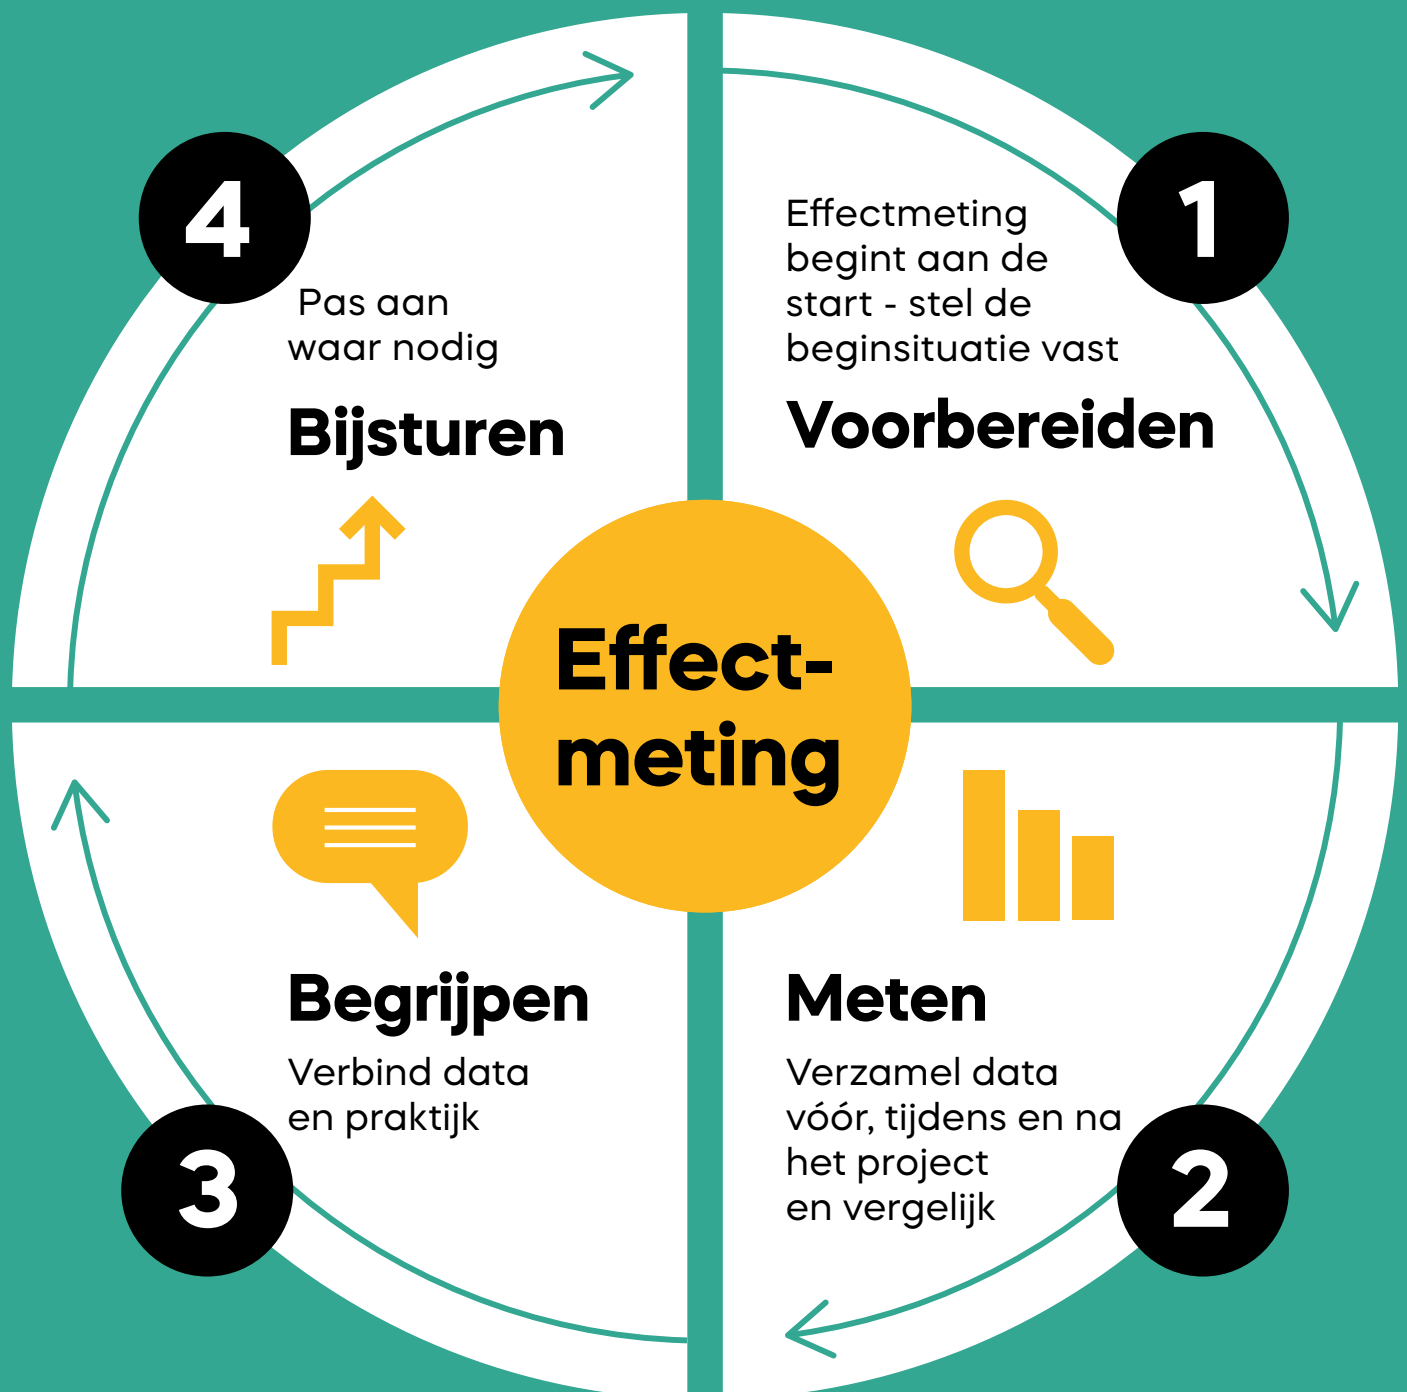 1
Effectmeting
begint aan de
start - stel de
beginsituatie vast
Voorbereiden
2
Meten
Verzamel data
vóór, tijdens en na
het project
en vergelijk
3
Begrijpen
Verbind data
en praktijk
4
Pas aan
waar nodig
Bijsturen
Effect-
meting